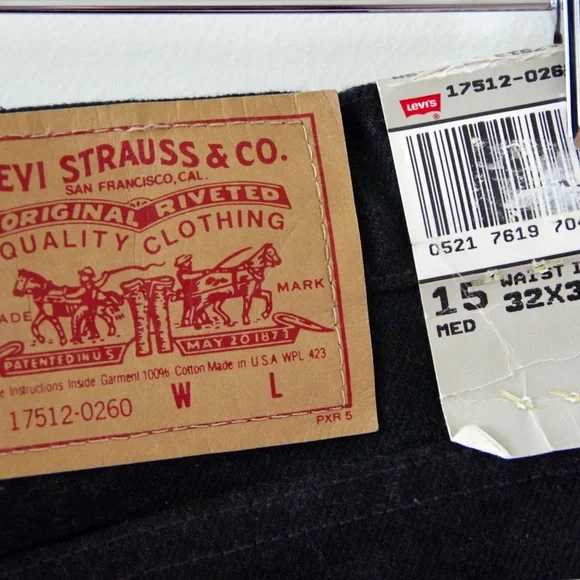 EVI STRAUSS & CO.
SAN FRANCISCO, CAL.
ORIGINAL RIVETED
QUALITY CLOTHING
ADE MARK
PATENTED IN U S MAY 20 1873
e Instructions Inside Garment 100% Cotton Made in U S A WPL 423
17512-0260 W L
PXR 5
Levi's
17512-026
0521 7619 704
15 WAIST I
32X3
MED